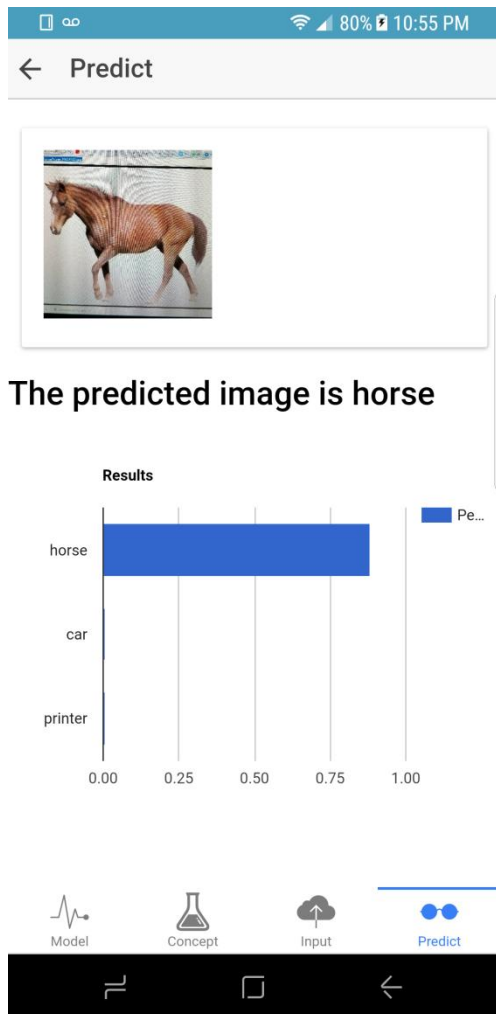 80% 10:55 PM
Predict
The predicted image is horse
Results
Pe...
horse
car
printer
0.00 0.25 0.50 0.75 1.00
Model Concept Input Predict